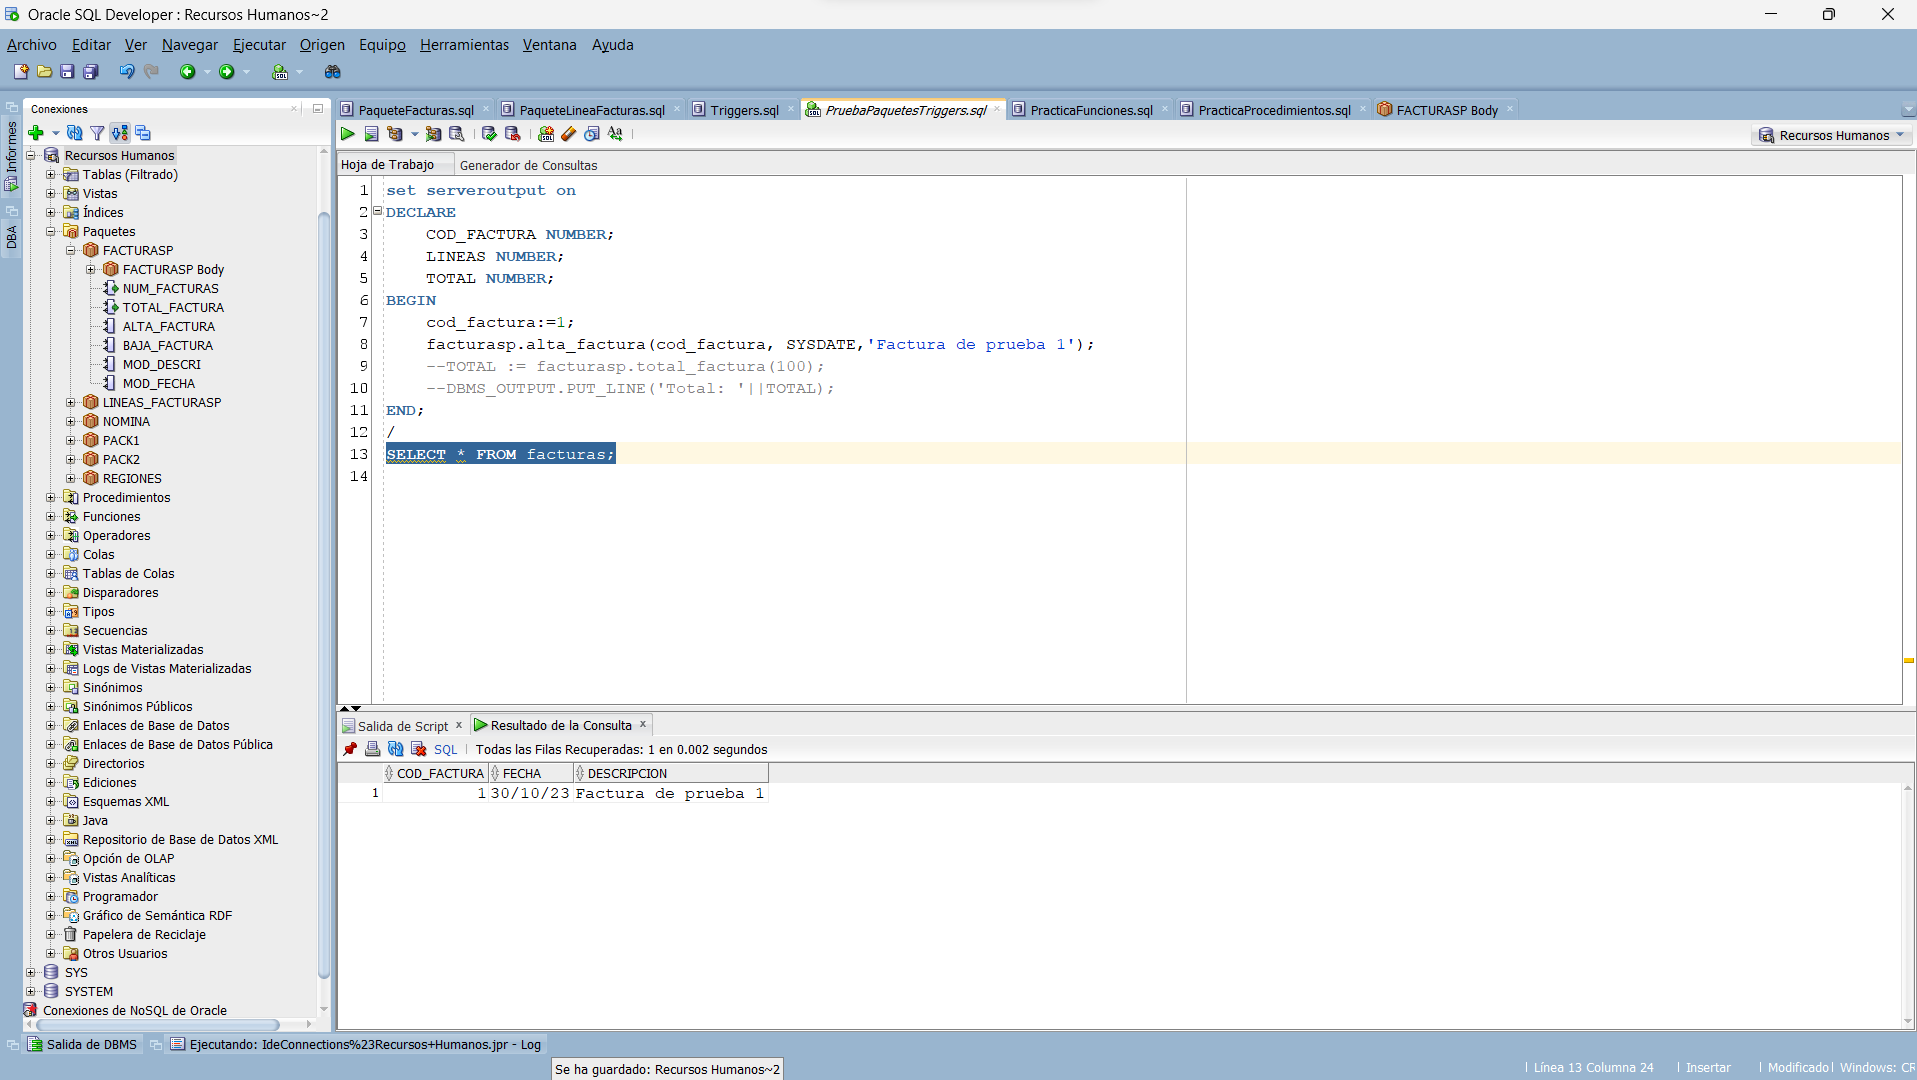 Oracle SQL Developer : Recursos Humanos~2
Archivo Editar Ver Navegar Ejecutar Origen Equipo Herramientas Ventana Ayuda
Informes
DBA
Conexiones
Recursos Humanos
Tablas (Filtrado)
Vistas
Índices
Paquetes
FACTURASP
FACTURASP Body
NUM_FACTURAS
TOTAL_FACTURA
ALTA_FACTURA
BAJA_FACTURA
MOD_DESCRI
MOD_FECHA
LINEAS_FACTURASP
NOMINA
PACK1
PACK2
REGIONES
Procedimientos
Funciones
Operadores
Colas
Tablas de Colas
Disparadores
Tipos
Secuencias
Vistas Materializadas
Logs de Vistas Materializadas
Sinónimos
Sinónimos Públicos
Enlaces de Base de Datos
Enlaces de Base de Datos Pública
Directorios
Ediciones
Esquemas XML
Java
Repositorio de Base de Datos XML
Opción de OLAP
Vistas Analíticas
Programador
Gráfico de Semántica RDF
Papelera de Reciclaje
Otros Usuarios
SYS
SYSTEM
Conexiones de NoSQL de Oracle
PaqueteFacturas.sql PaqueteLineaFacturas.sql Triggers.sql PruebaPaquetesTriggers.sql PracticaFunciones.sql PracticaProcedimientos.sql FACTURASP Body
Recursos Humanos
Hoja de Trabajo Generador de Consultas
1 set serveroutput on
2 DECLARE
3 COD_FACTURA NUMBER;
4 LINEAS NUMBER;
5 TOTAL NUMBER;
6 BEGIN
7 cod_factura:=1;
8 facturasp.alta_factura(cod_factura, SYSDATE,'Factura de prueba 1');
9 --TOTAL := facturasp.total_factura(100);
10 --DBMS_OUTPUT.PUT_LINE('Total: '||TOTAL);
11 END;
12 /
13 SELECT * FROM facturas;
14
Salida de Script Resultado de la Consulta
SQL Todas las Filas Recuperadas: 1 en 0.002 segundos
COD_FACTURA FECHA DESCRIPCION
1 1 30/10/23 Factura de prueba 1
Salida de DBMS Ejecutando: IdeConnections%23Recursos+Humanos.jpr - Log
Se ha guardado: Recursos Humanos~2
Línea 13 Columna 24 Insertar Modificado Windows: CR